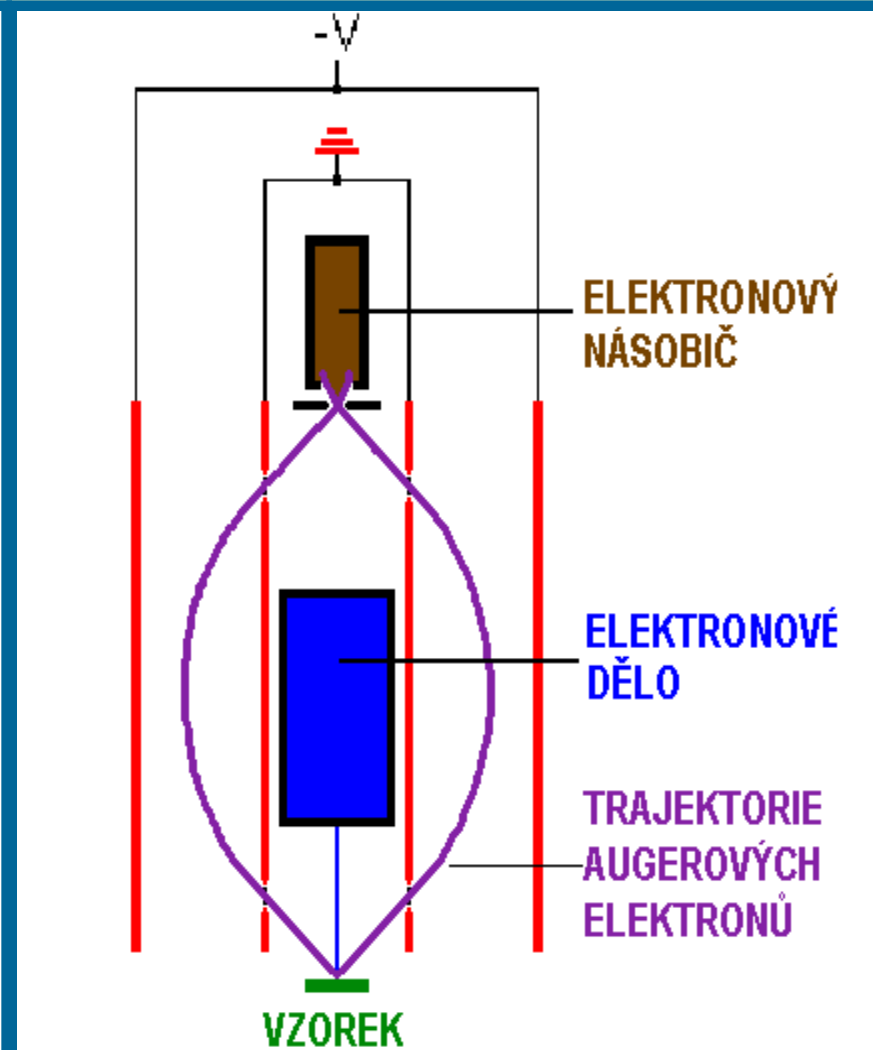 -V
ELEKTRONOVÝ
NÁSOBIČ
ELEKTRONOVÉ
DĚLO
TRAJEKTORIE
AUGEROVÝCH
ELEKTRONŮ
VZOREK